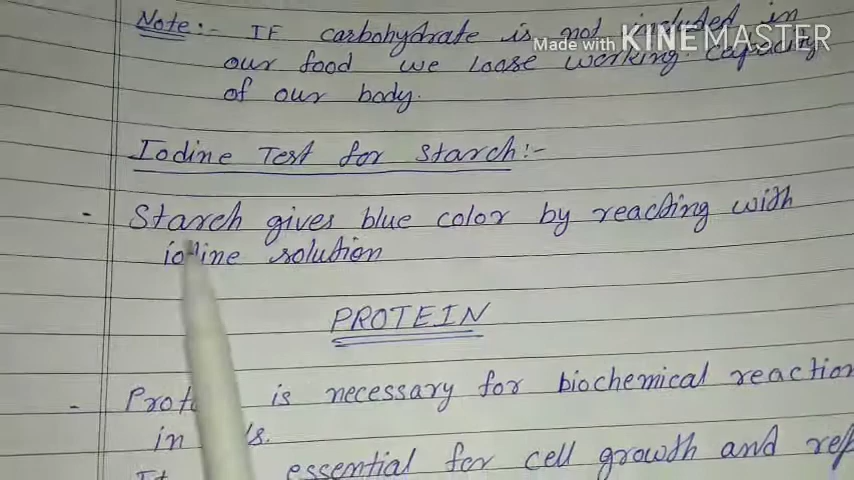 Note:- IF carbohydrate is not included in
Made with KINEMASTER
our food we loose working capacity
of our body.
Iodine Test for Starch:-
- Starch gives blue color by reacting with
iodine solution
PROTEIN
- is necessary for biochemical reaction
in
essential for cell growth and